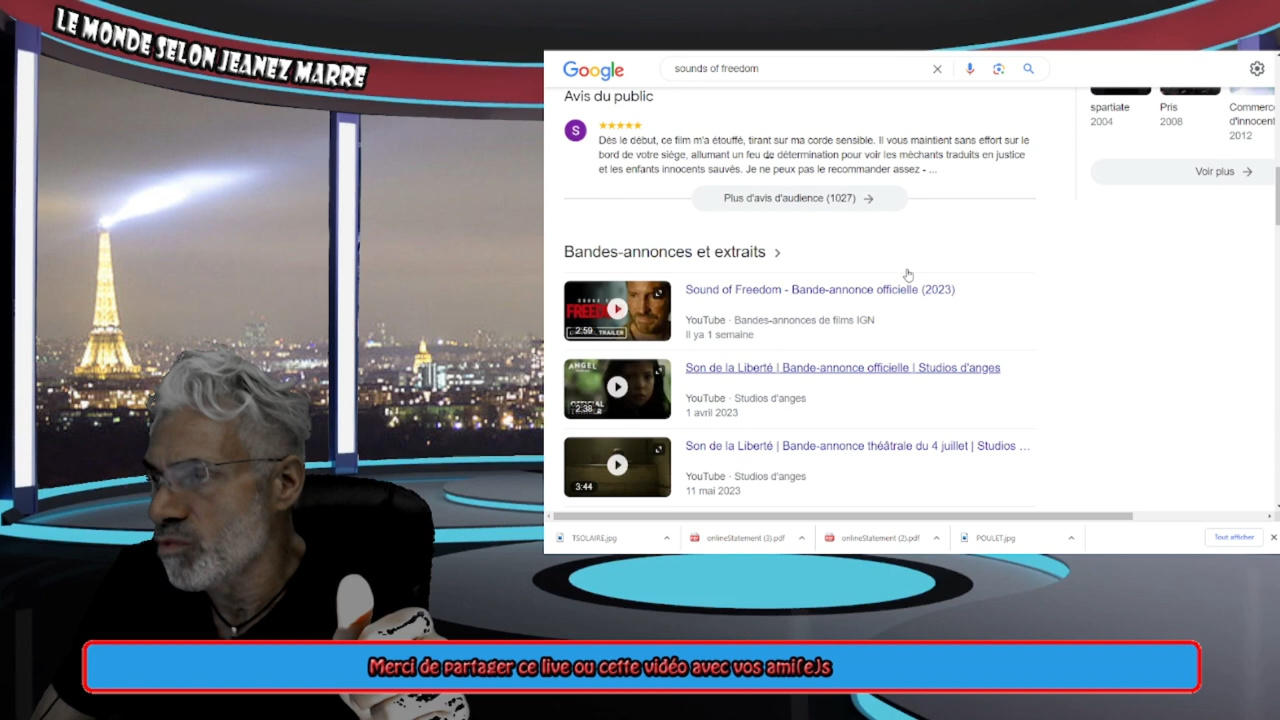 LE MONDE SELON JEANEZ MARRE
Google
sounds of freedom
Avis du public
S
Dès le début, ce film m'a étouffé, tirant sur ma corde sensible. Il vous maintient sans effort sur le
bord de votre siège, allumant un feu de détermination pour voir les méchants traduits en justice
et les enfants innocents sauvés. Je ne peux pas le recommander assez - ...
Plus d'avis d'audience (1027)
Bandes-annonces et extraits
FREE
TRAILER
2:59
Sound of Freedom - Bande-annonce officielle (2023)
YouTube · Bandes-annonces de films IGN
Il ya 1 semaine
ANGEL
2:38
Son de la Liberté | Bande-annonce officielle | Studios d'anges
YouTube · Studios d'anges
1 avril 2023
3:44
Son de la Liberté | Bande-annonce théâtrale du 4 juillet | Studios ...
YouTube · Studios d'anges
11 mai 2023
spartiate
2004
Pris
2008
Commerc
d'innocent
2012
Voir plus
TSOLAIRE.jpg
onlineStatement (3).pdf
onlineStatement (2).pdf
POULET.jpg
Tout afficher
Merci de partager ce live ou cette vidéo avec vos ami(e)s